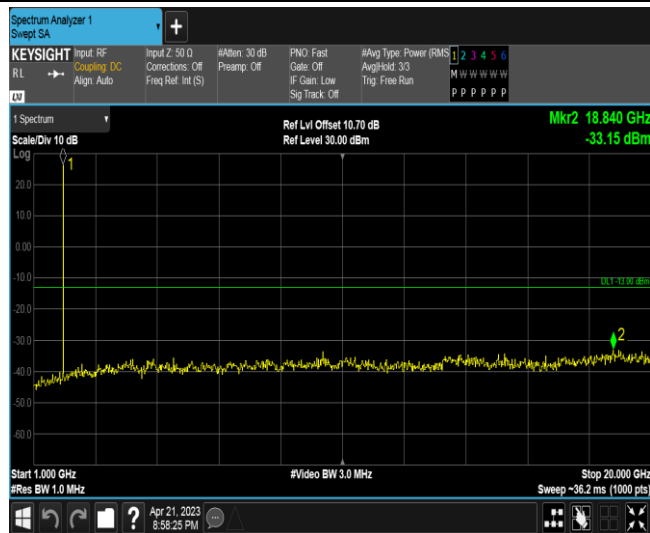 Spectrum Analyzer 1
Swept SA
+
KEYSIGHT
RL
LXI
Input: RF
Coupling: DC
Align: Auto
Input Z: 50 Ω
Corrections: Off
Freq Ref: Int (S)
#Atten: 30 dB
Preamp: Off
PNO: Fast
Gate: Off
IF Gain: Low
Sig Track: Off
#Avg Type: Power (RMS
Avg|Hold: 3/3
Trig: Free Run
1 2 3 4 5 6
M W W W W W
P P P P P P
1 Spectrum
Scale/Div 10 dB
Ref Lvl Offset 10.70 dB
Ref Level 30.00 dBm
Mkr2 18.840 GHz
-33.15 dBm
Log
1
20.0
10.0
0.00
-10.0
DL1 -13.00 dBm
-20.0
-30.0
2
-40.0
-50.0
-60.0
Start 1.000 GHz
#Video BW 3.0 MHz
Stop 20.000 GHz
#Res BW 1.0 MHz
Sweep ~36.2 ms (1000 pts)
?
Apr 21, 2023
8:58:25 PM